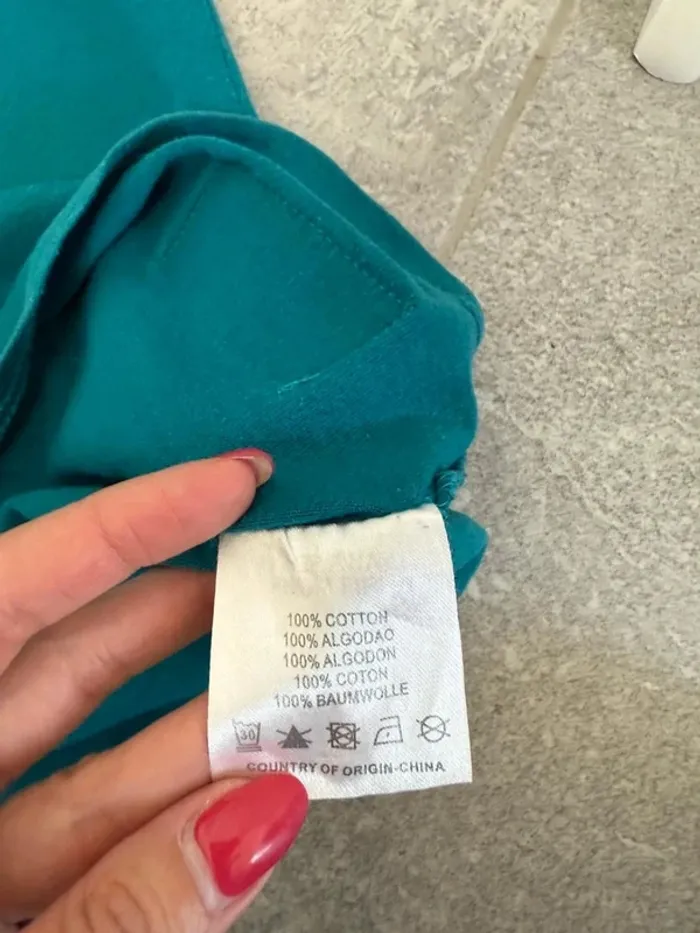 100% COTTON
100% ALGODAO
100% ALGODON
100% COTON
100% BAUMWOLLE
30
COUNTRY OF ORIGIN-CHINA